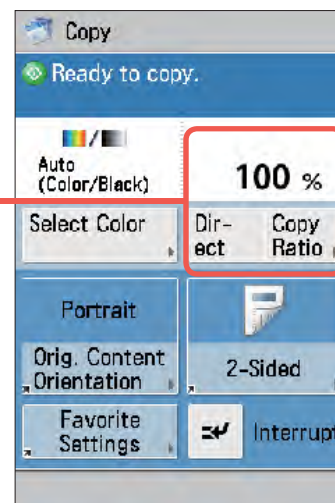 Copy
Ready to copy.
Auto
(Color/Black)
100 %
Select Color
Dir-
ect
Copy
Ratio
Portrait
Orig. Content
Orientation
2-Sided
Favorite
Settings
Interrupt